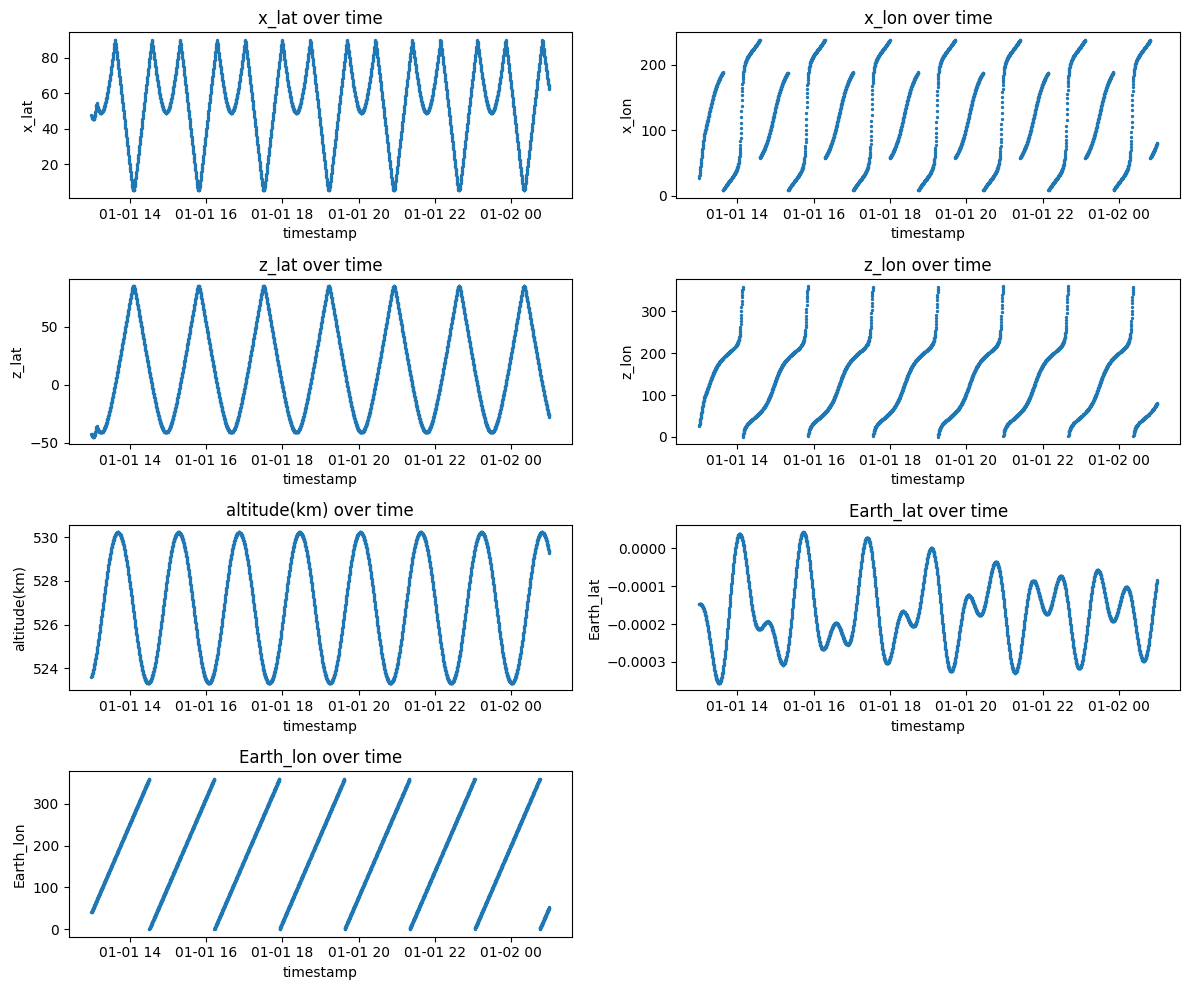 x_lat over time
x_lat
80
60
40
20
01-01 14 01-01 16 01-01 18 01-01 20 01-01 22 01-02 00
timestamp
x_lon over time
x_lon
200
100
0
01-01 14 01-01 16 01-01 18 01-01 20 01-01 22 01-02 00
timestamp
z_lat over time
z_lat
50
0
−50
01-01 14 01-01 16 01-01 18 01-01 20 01-01 22 01-02 00
timestamp
z_lon over time
z_lon
300
200
100
0
01-01 14 01-01 16 01-01 18 01-01 20 01-01 22 01-02 00
timestamp
altitude(km) over time
altitude(km)
530
528
526
524
01-01 14 01-01 16 01-01 18 01-01 20 01-01 22 01-02 00
timestamp
Earth_lat over time
Earth_lat
0.0000
−0.0001
−0.0002
−0.0003
01-01 14 01-01 16 01-01 18 01-01 20 01-01 22 01-02 00
timestamp
Earth_lon over time
Earth_lon
300
200
100
0
01-01 14 01-01 16 01-01 18 01-01 20 01-01 22 01-02 00
timestamp